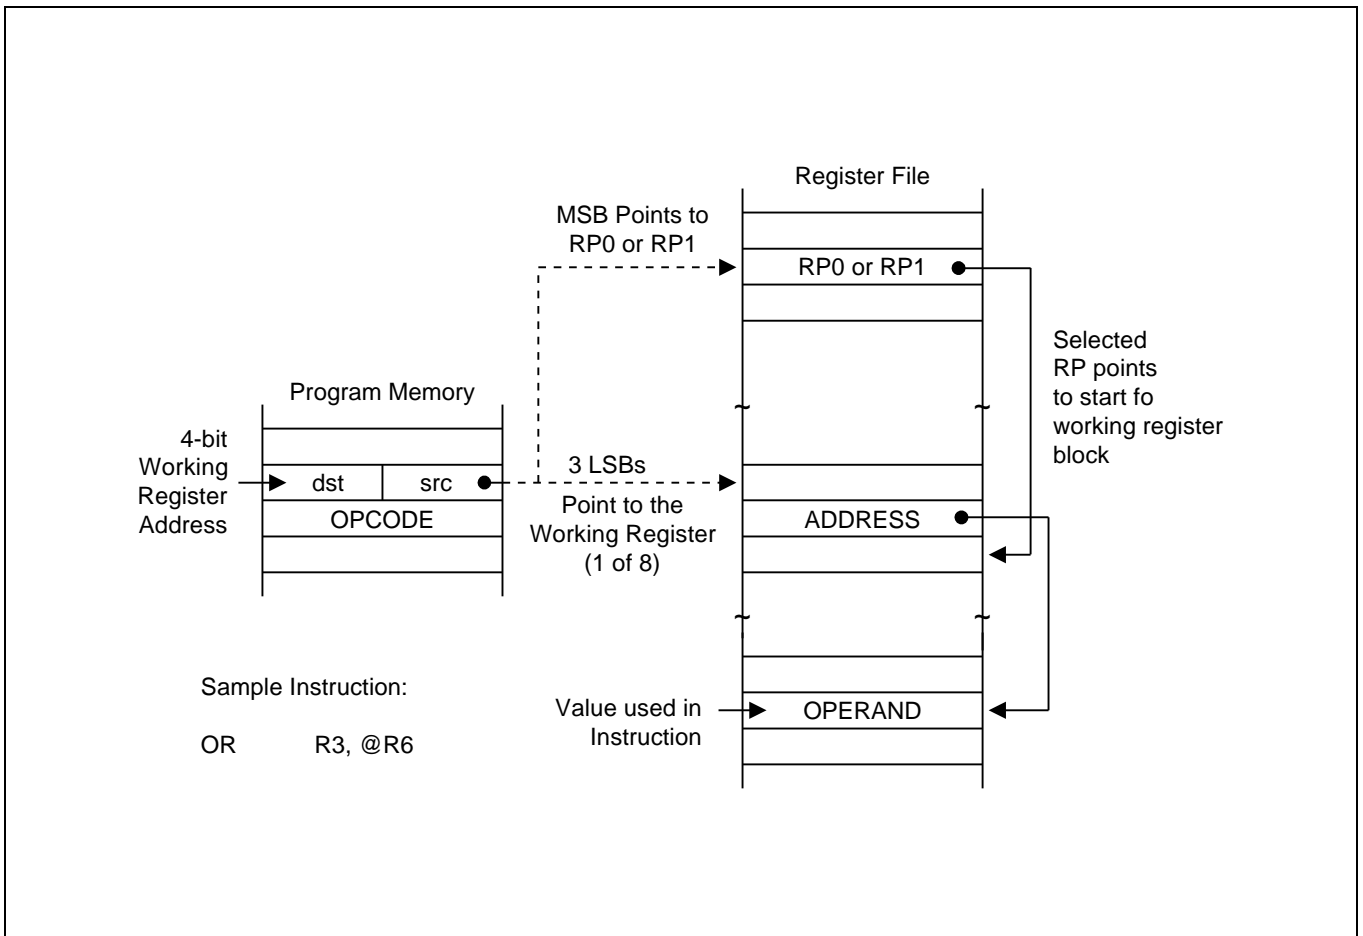 Register File
MSB Points to
RP0 or RP1
RP0 or RP1
Selected
RP points
to start fo
working register
block
Program Memory
4-bit
Working
Register
Address
dst
src
OPCODE
3 LSBs
Point to the
Working Register
(1 of 8)
ADDRESS
~
~
~
~
Sample Instruction:
OR R3, @R6
Value used in
Instruction
OPERAND